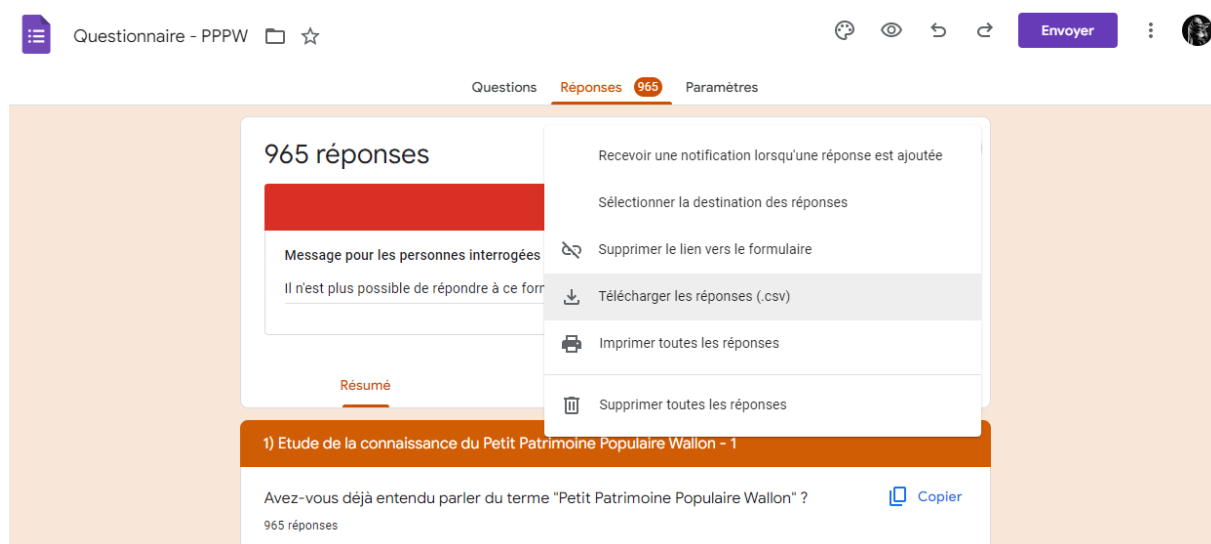 Questionnaire - PPPW
Envoyer
Questions Réponses 965 Paramètres
965 réponses
Recevoir une notification lorsqu'une réponse est ajoutée
Sélectionner la destination des réponses
Supprimer le lien vers le formulaire
Télécharger les réponses (.csv)
Imprimer toutes les réponses
Supprimer toutes les réponses
Message pour les personnes interrogées
Il n'est plus possible de répondre à ce
Résumé
1) Etude de la connaissance du Petit Patrimoine Populaire Wallon - 1
Avez-vous déjà entendu parler du terme "Petit Patrimoine Populaire Wallon" ?
Copier
965 réponses